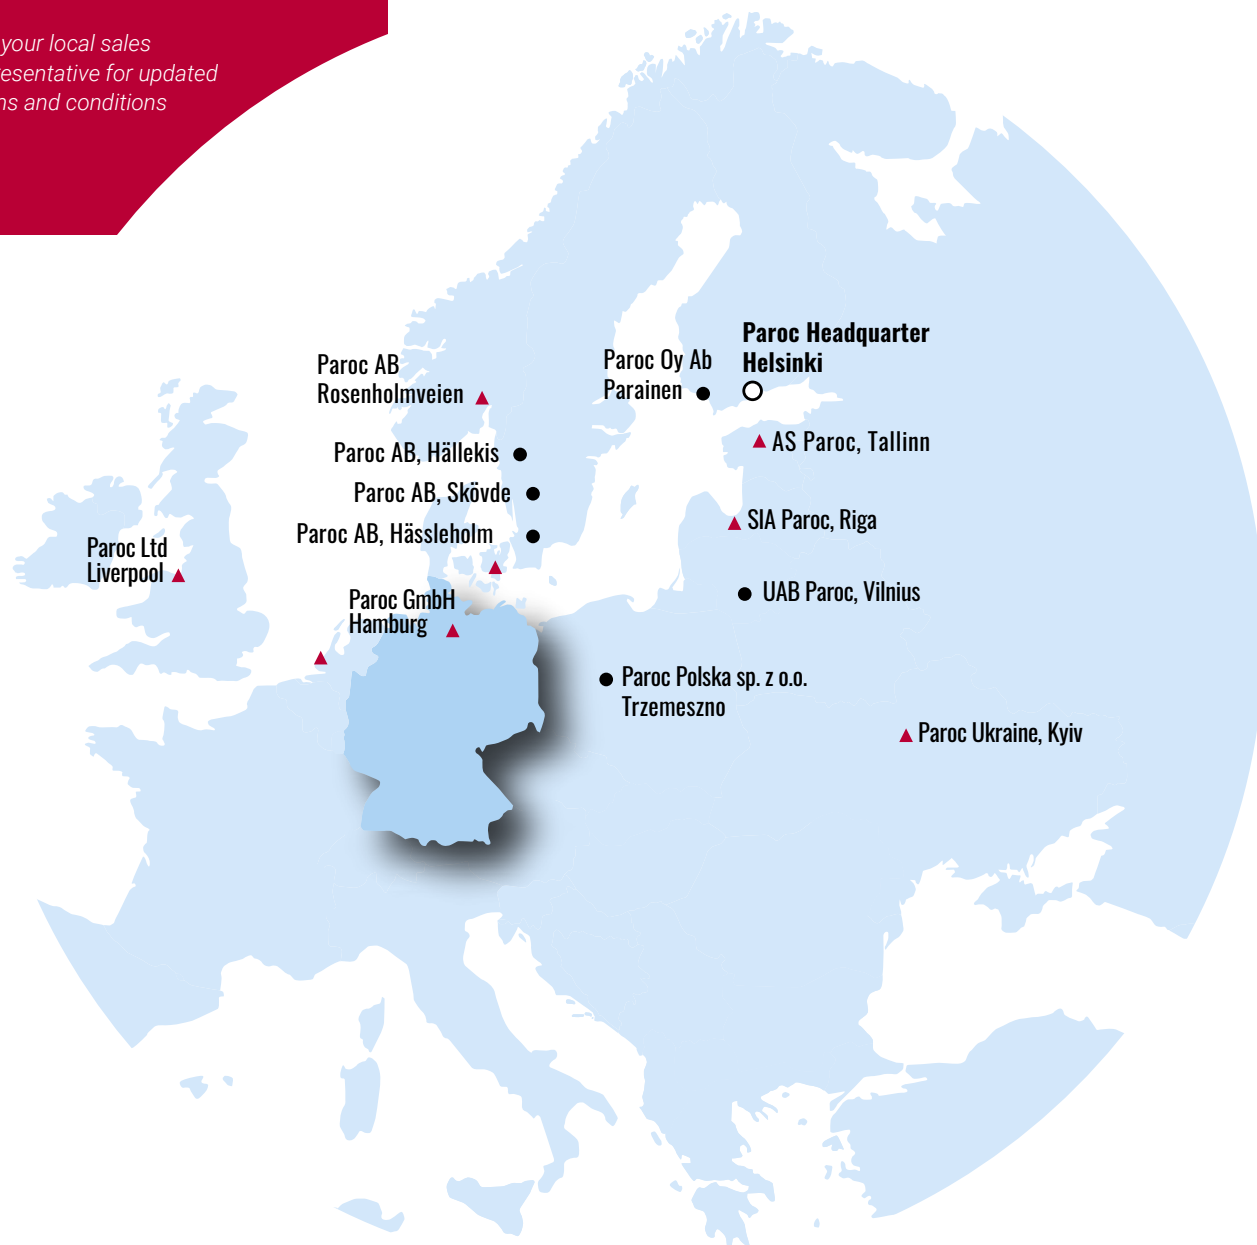 your local sales
esentative for updated
ns and conditions
Paroc Headquarter
Helsinki
Paroc AB
Rosenholmveien
Paroc Oy Ab
Parainen
AS Paroc, Tallinn
Paroc AB, Hällekis
Paroc AB, Skövde
SIA Paroc, Riga
Paroc AB, Hässleholm
Paroc Ltd
Liverpool
UAB Paroc, Vilnius
Paroc GmbH
Hamburg
Paroc Polska sp. z o.o.
Trzemeszno
Paroc Ukraine, Kyiv